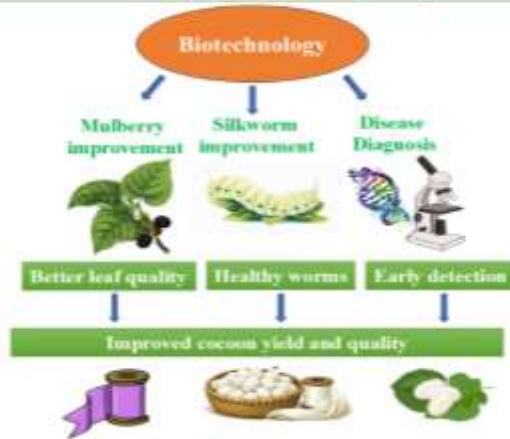 Biotechnology
Mulberry improvement
Silkworm improvement
Disease Diagnosis
Better leaf quality
Healthy worms
Early detection
Improved cocoon yield and quality